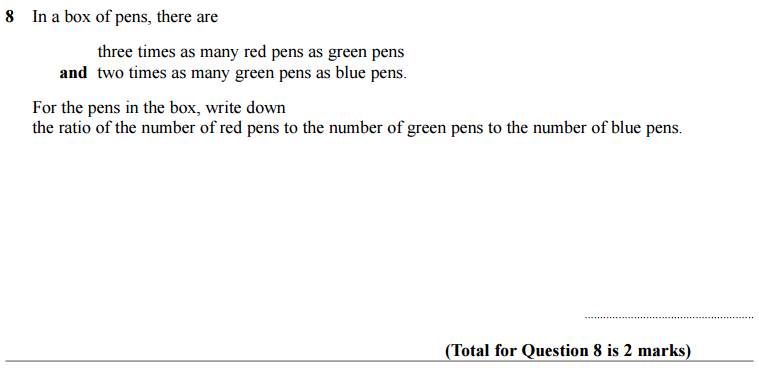 8 In a box of pens, there are
three times as many red pens as green pens
and two times as many green pens as blue pens.
For the pens in the box, write down
the ratio of the number of red pens to the number of green pens to the number of blue pens.
(Total for Question 8 is 2 marks)